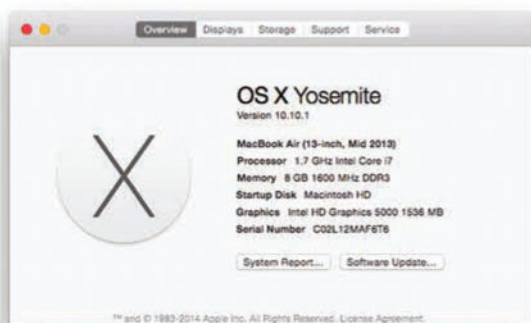 Overview Displays Storage Support Service
OS X Yosemite
Version 10.10.1
MacBook Air (13-inch, Mid 2013)
Processor 1.7 GHz Intel Core i7
Memory 8 GB 1600 MHz DDR3
Startup Disk Macintosh HD
Graphics Intel HD Graphics 5000 1536 MB
Serial Number C02L12MAF6T6
System Report... Software Update...
™ and © 1983-2014 Apple Inc. All Rights Reserved. License Agreement.